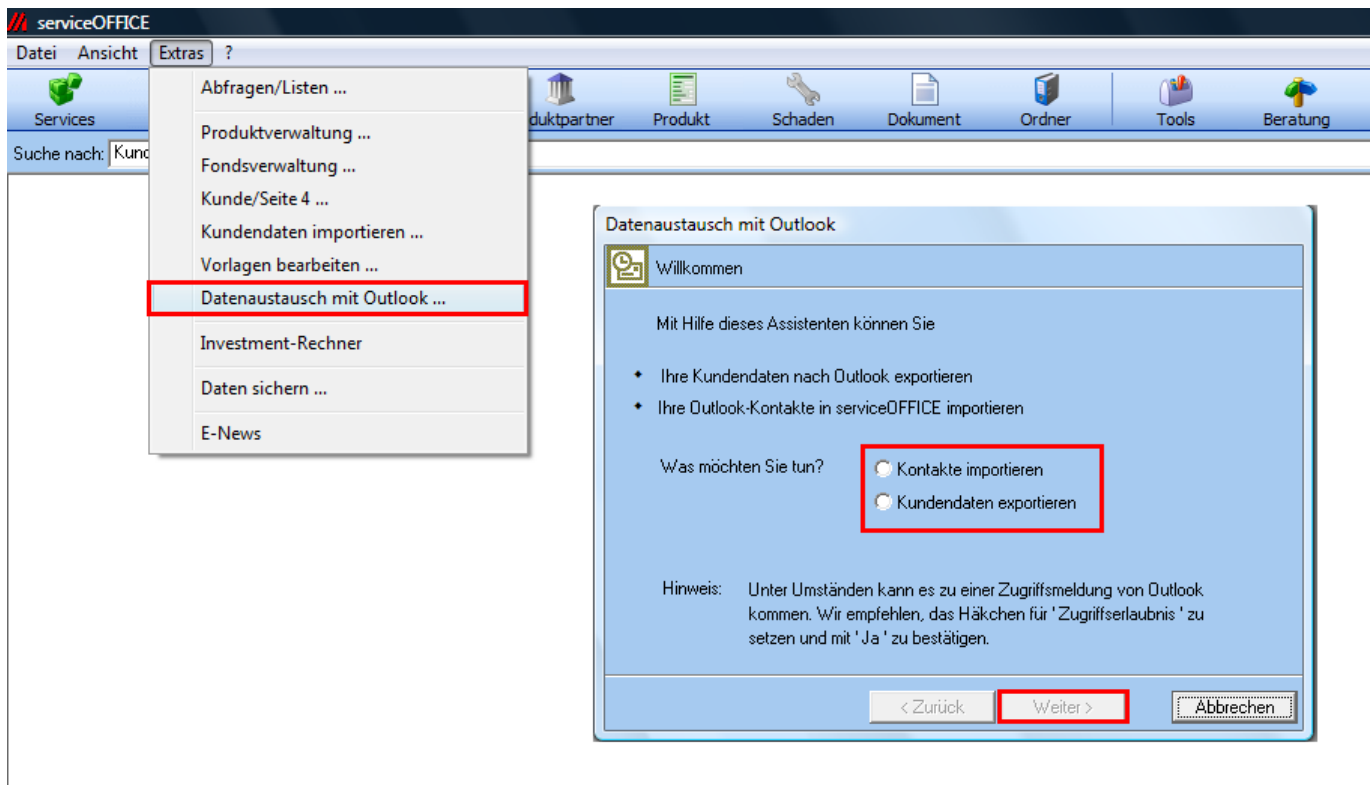 serviceOFFICE
Datei Ansicht Extras ?
Services
duktpartner Produkt Schaden Dokument Ordner Tools Beratung
Suche nach: Kund
Abfragen/Listen ...
Produktverwaltung ...
Fondsverwaltung ...
Kunde/Seite 4 ...
Kundendaten importieren ...
Vorlagen bearbeiten ...
Datenaustausch mit Outlook ...
Investment-Rechner
Daten sichern ...
E-News
Datenaustausch mit Outlook
Willkommen
Mit Hilfe dieses Assistenten können Sie
Ihre Kundendaten nach Outlook exportieren
Ihre Outlook-Kontakte in serviceOFFICE importieren
Was möchten Sie tun?
Kontakte importieren
Kundendaten exportieren
Hinweis: Unter Umständen kann es zu einer Zugriffsmeldung von Outlook
kommen. Wir empfehlen, das Häkchen für 'Zugriffserlaubnis ' zu
setzen und mit ' Ja ' zu bestätigen.
< Zurück Weiter > Abbrechen